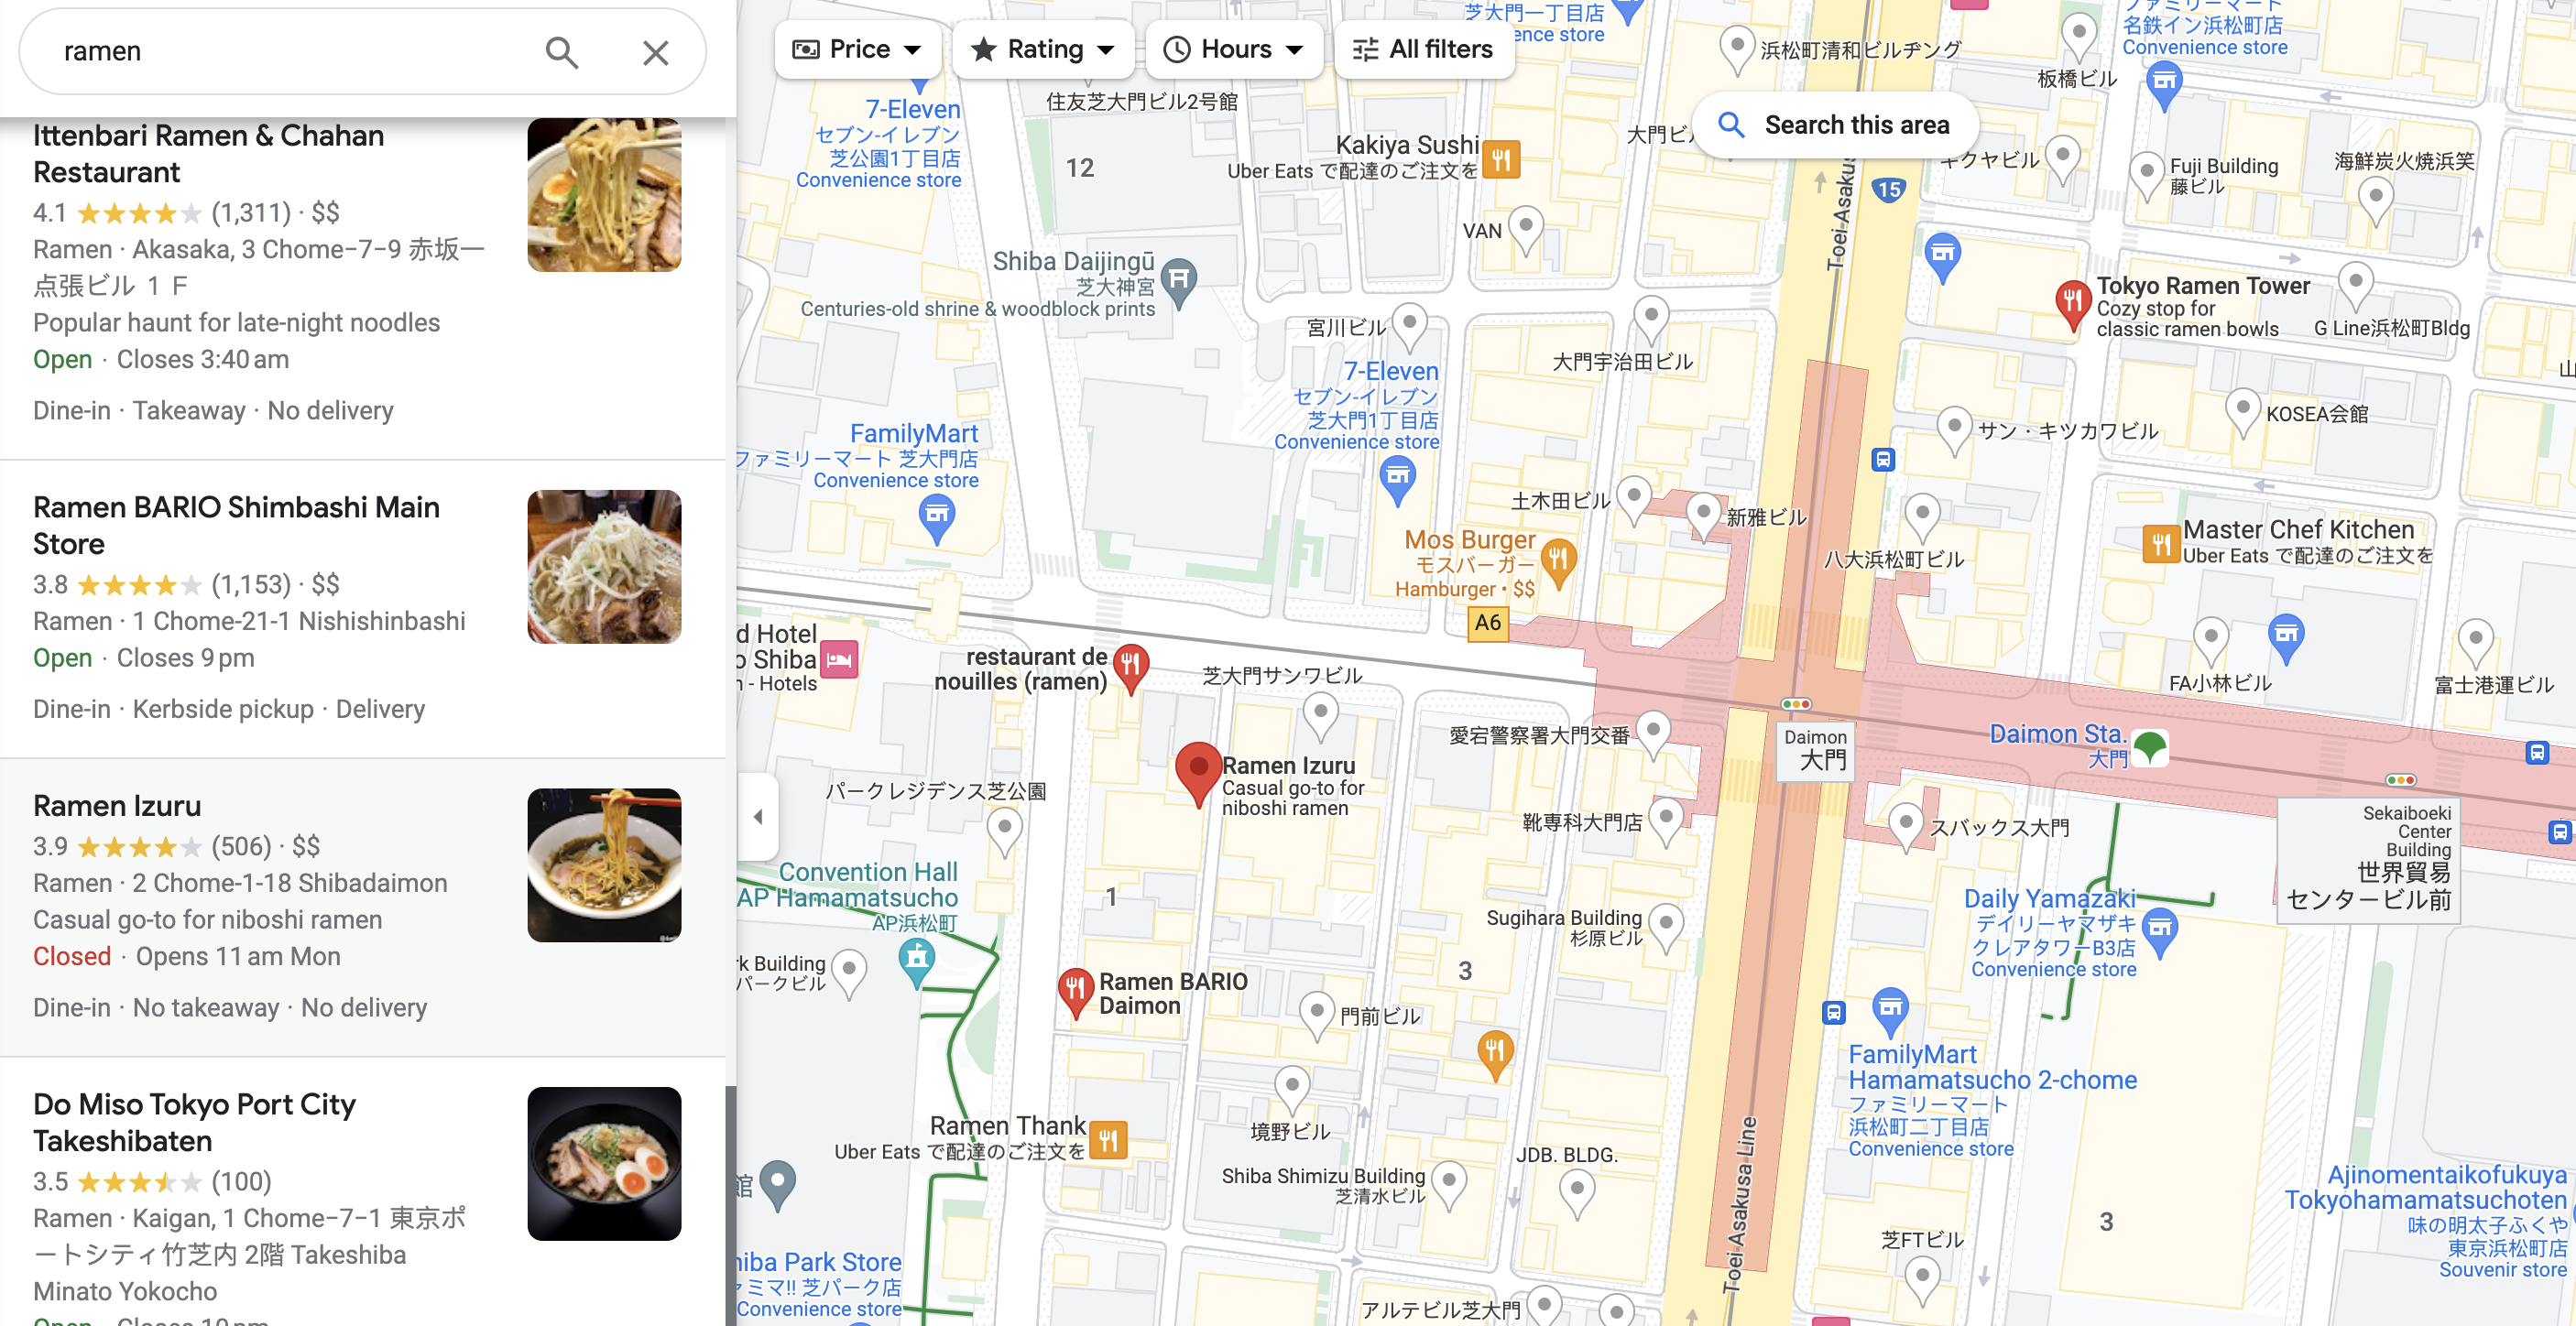 ramen
Ittenbari Ramen & Chahan
Restaurant
4.1 (1,311) · $$
Ramen · Akasaka, 3 Chome−7−9 赤坂一
点張ビル 1 F
Popular haunt for late-night noodles
Open · Closes 3:40 am
Dine-in · Takeaway · No delivery
Ramen BARIO Shimbashi Main
Store
3.8 (1,153) · $$
Ramen · 1 Chome-21-1 Nishishinbashi
Open · Closes 9 pm
Dine-in · Kerbside pickup · Delivery
Ramen Izuru
3.9 (506) · $$
Ramen · 2 Chome-1-18 Shibadaimon
Casual go-to for niboshi ramen
Closed · Opens 11 am Mon
Dine-in · No takeaway · No delivery
Do Miso Tokyo Port City
Takeshibaten
3.5 (100)
Ramen · Kaigan, 1 Chome−7−1 東京ポ
ートシティ竹芝内 2階 Takeshiba
Minato Yokocho
Open · Closes 10 pm
Price
Rating
Hours
All filters
Search this area
芝大門一丁目店
ence store
浜松町清和ビルヂング
ファミリーマート
名鉄イン浜松町店
Convenience store
板橋ビル
7-Eleven
セブン-イレブン
芝公園1丁目店
Convenience store
住友芝大門ビル2号館
12
Kakiya Sushi
Uber Eats で配達のご注文を
大門ビ
VAN
Toei Asakus
15
キクヤビル
Fuji Building
藤ビル
海鮮炭火焼浜笑
Shiba Daijingū
芝大神宮
Centuries-old shrine & woodblock prints
宮川ビル
大門宇治田ビル
Tokyo Ramen Tower
Cozy stop for
classic ramen bowls
G Line浜松町Bldg
山
7-Eleven
セブン-イレブン
芝大門1丁目店
Convenience store
FamilyMart
ファミリーマート 芝大門店
Convenience store
サン・キツカワビル
KOSEA会館
土木田ビル
新雅ビル
Mos Burger
モスバーガー
Hamburger • $$
A6
八大浜松町ビル
Master Chef Kitchen
Uber Eats で配達のご注文を
d Hotel
o Shiba
n - Hotels
restaurant de
nouilles (ramen)
芝大門サンワビル
FA小林ビル
富士港運ビル
愛宕警察署大門交番
Daimon
大門
Daimon Sta.
大門
Ramen Izuru
Casual go-to for
niboshi ramen
パークレジデンス芝公園
靴専科大門店
スバックス大門
Sekaiboeki
Center
Building
世界貿易
センタービル前
Convention Hall
AP Hamamatsucho
AP浜松町
1
Daily Yamazaki
デイリーヤマザキ
クレアタワーB3店
Convenience store
Sugihara Building
杉原ビル
rk Building
パークビル
3
Ramen BARIO
Daimon
門前ビル
FamilyMart
Hamamatsucho 2-chome
ファミリーマート
浜松町二丁目店
Convenience store
Ramen Thank
Uber Eats で配達のご注文を
境野ビル
JDB. BLDG.
Toei Asakusa Line
館
Shiba Shimizu Building
芝清水ビル
Ajinomentaikofukuya
Tokyohamamatsuchoten
味の明太子ふくや
東京浜松町店
Souvenir store
3
芝FTビル
hiba Park Store
ァミマ!! 芝パーク店
Convenience store
アルテビル芝大門